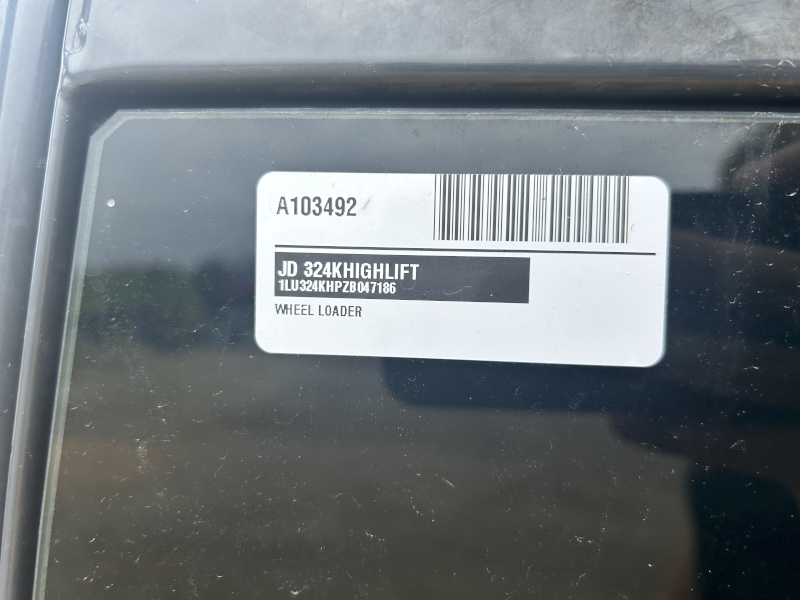 A103492
JD 324KHIGHLIFT
1LU324KHPZB047186
WHEEL LOADER